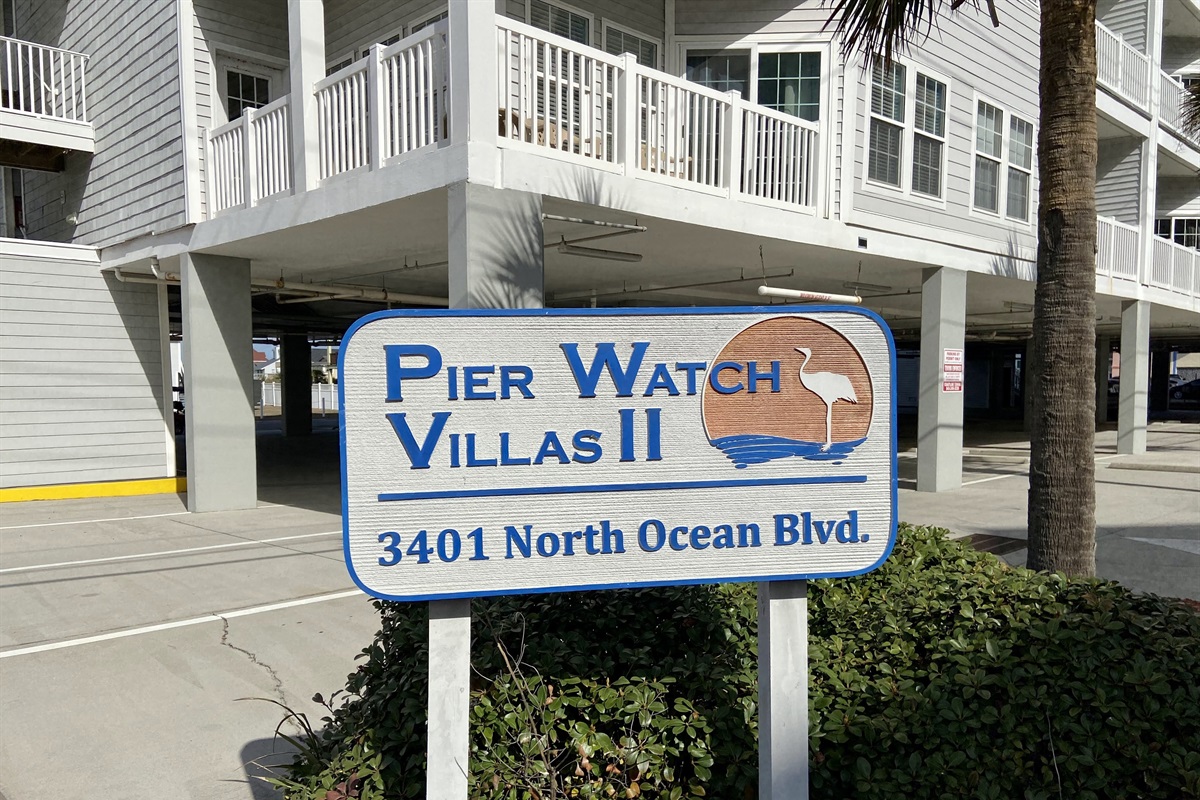 Pier Watch
Villas II
3401 North Ocean Blvd.